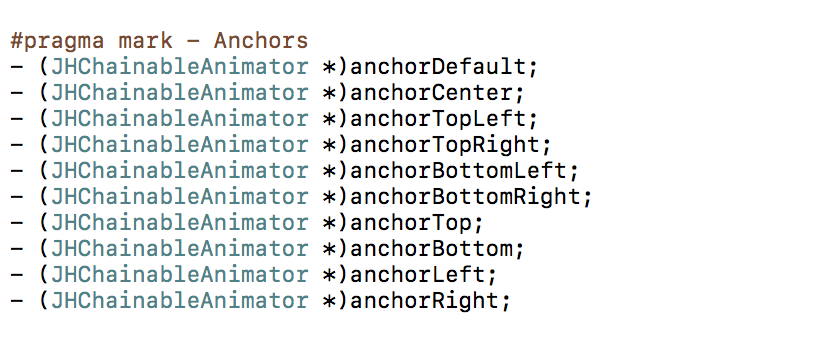 #pragma mark – Anchors
– (JHChainableAnimator *)anchorDefault;
– (JHChainableAnimator *)anchorCenter;
– (JHChainableAnimator *)anchorTopLeft;
– (JHChainableAnimator *)anchorTopRight;
– (JHChainableAnimator *)anchorBottomLeft;
– (JHChainableAnimator *)anchorBottomRight;
– (JHChainableAnimator *)anchorTop;
– (JHChainableAnimator *)anchorBottom;
– (JHChainableAnimator *)anchorLeft;
– (JHChainableAnimator *)anchorRight;